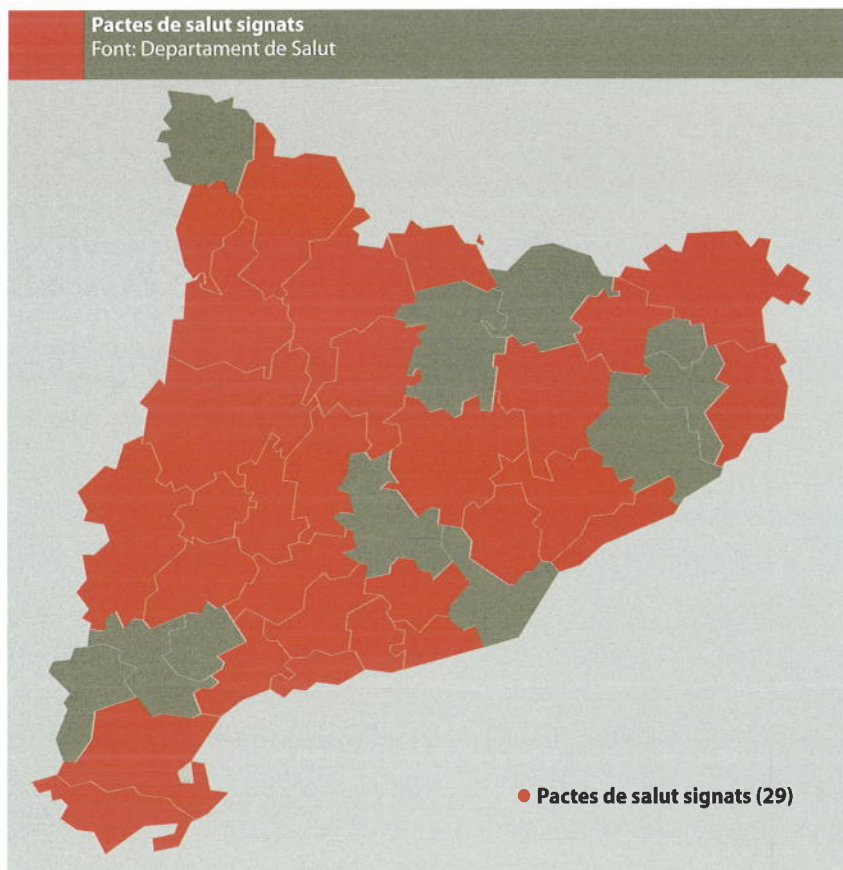 Pactes de salut signats
Font: Departament de Salut
Pactes de salut signats (29)